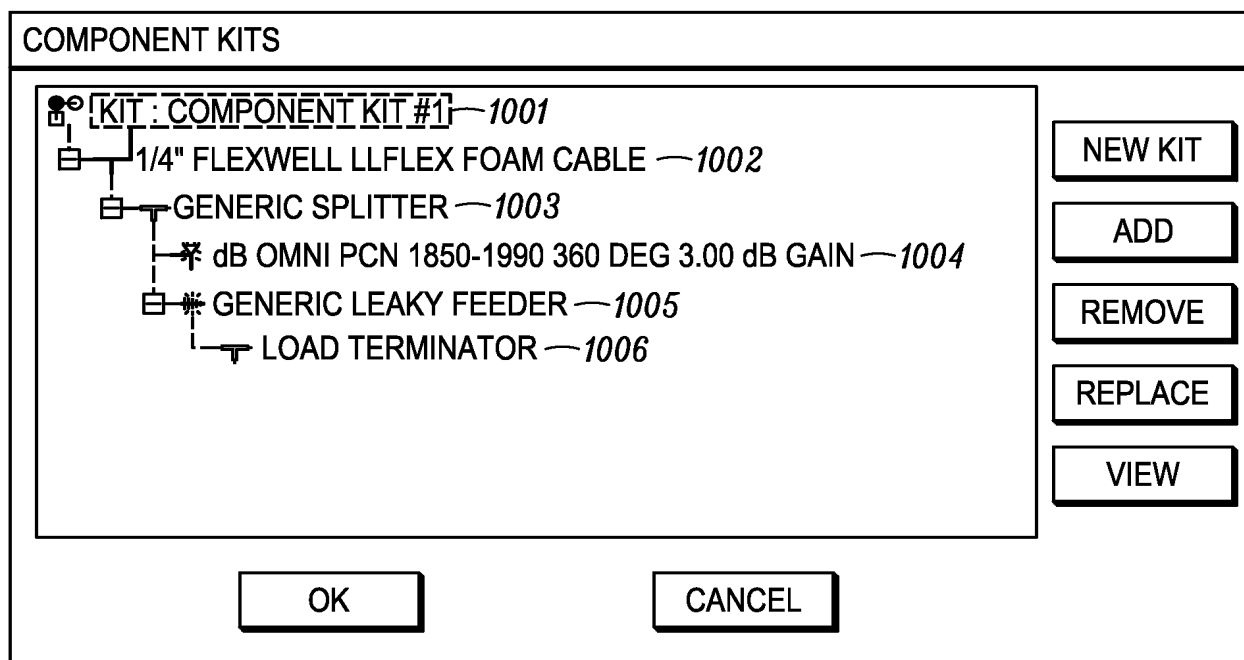 COMPONENT KITS
KIT : COMPONENT KIT #1 1001
1/4" FLEXWELL LLFLEX FOAM CABLE 1002
GENERIC SPLITTER 1003
dB OMNI PCN 1850-1990 360 DEG 3.00 dB GAIN 1004
GENERIC LEAKY FEEDER 1005
LOAD TERMINATOR 1006
NEW KIT
ADD
REMOVE
REPLACE
VIEW
OK
CANCEL